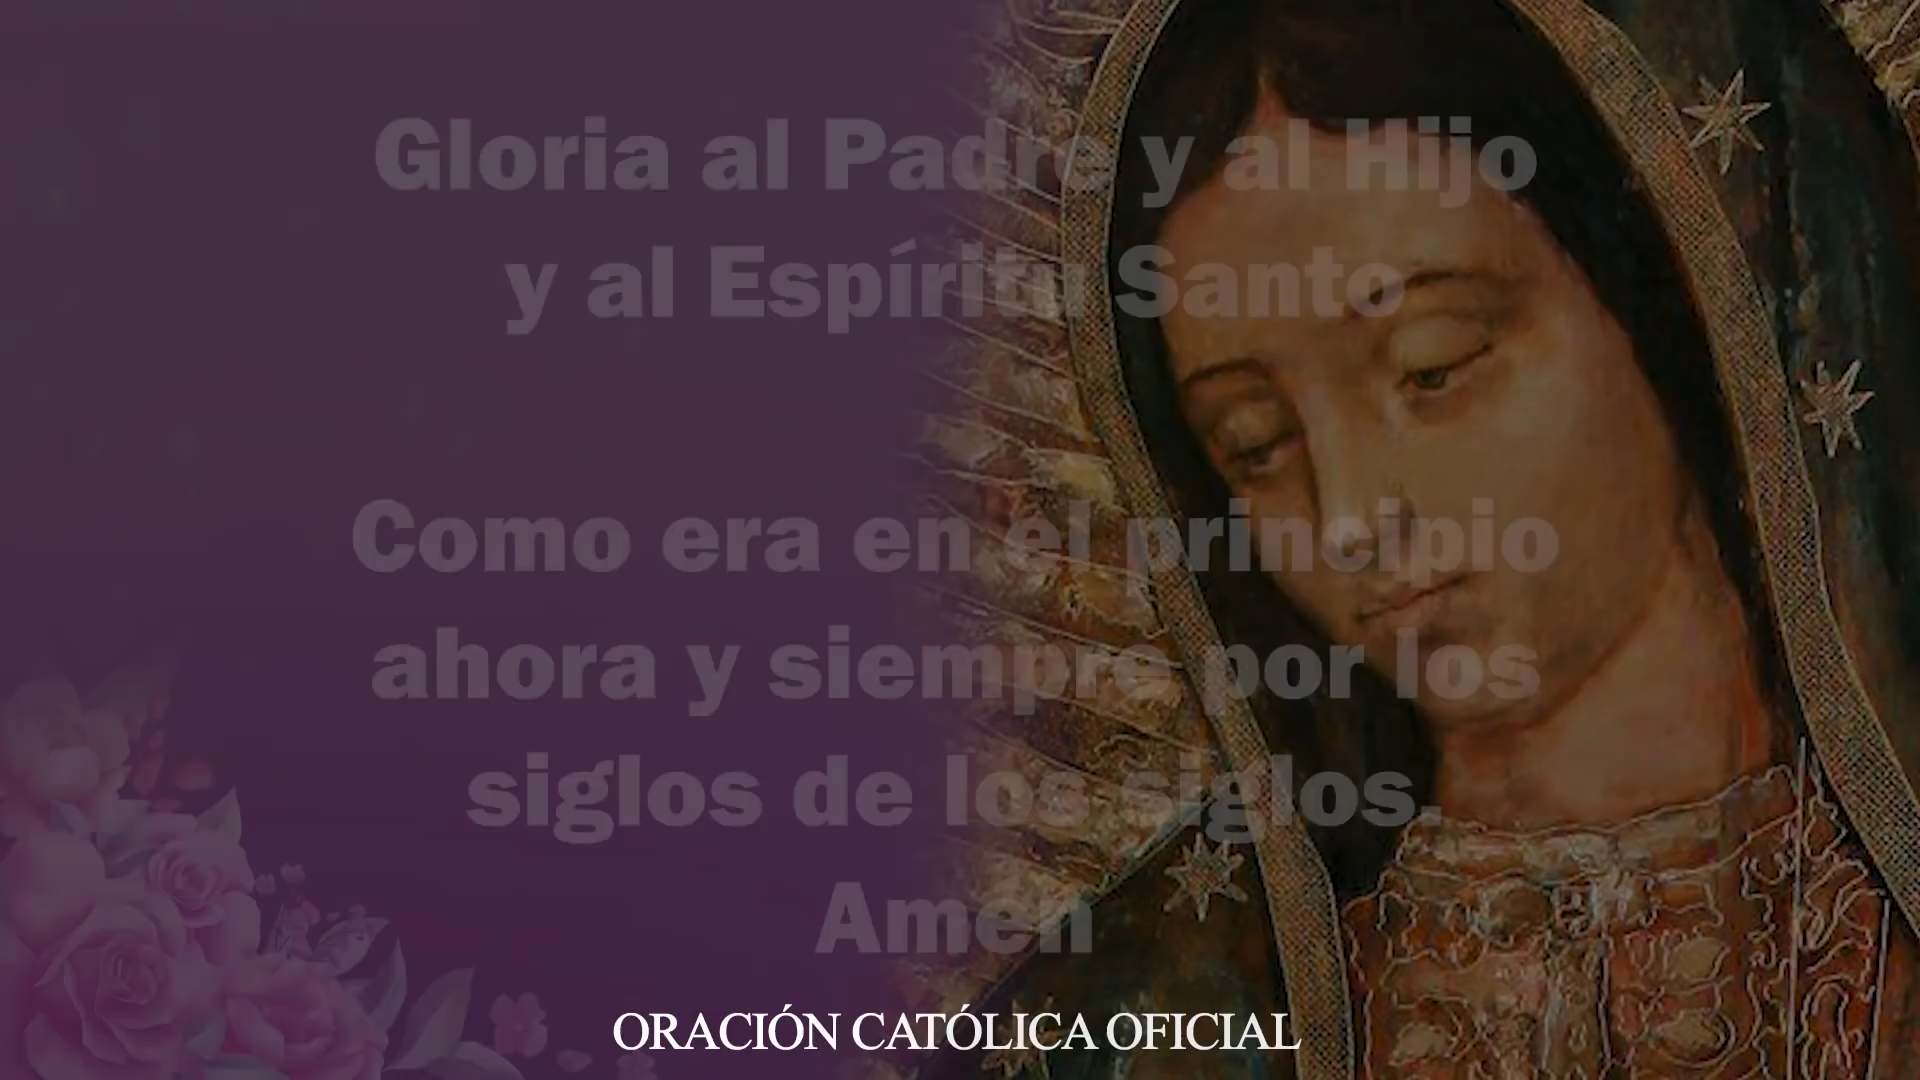 Gloria al Padre y al Hijo
y al Espíritu Santo
Como era en el principio
ahora y siempre por los
siglos de los siglos.
Amen
ORACIÓN CATÓLICA OFICIAL